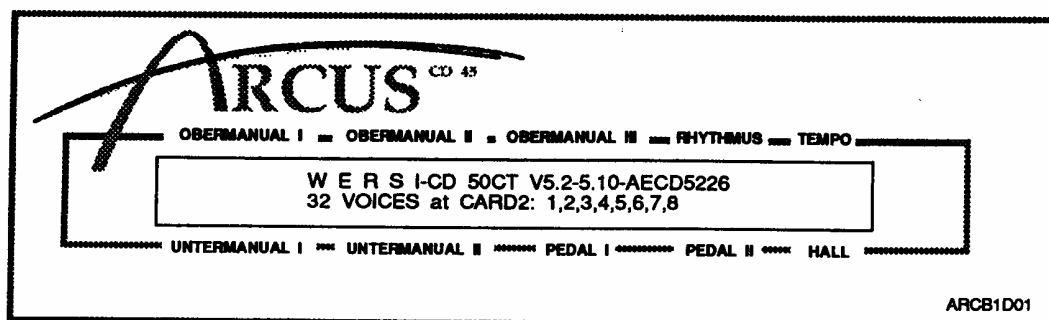 ARCUS CD 45
OBERMANUAL I OBERMANUAL II OBERMANUAL III RHYTHMUS TEMPO
W E R S I-CD 50CT V5.2-5.10-AECD5226
32 VOICES at CARD2: 1,2,3,4,5,6,7,8
UNTERMANUAL I UNTERMANUAL II PEDAL I PEDAL II HALL
ARCB1D01